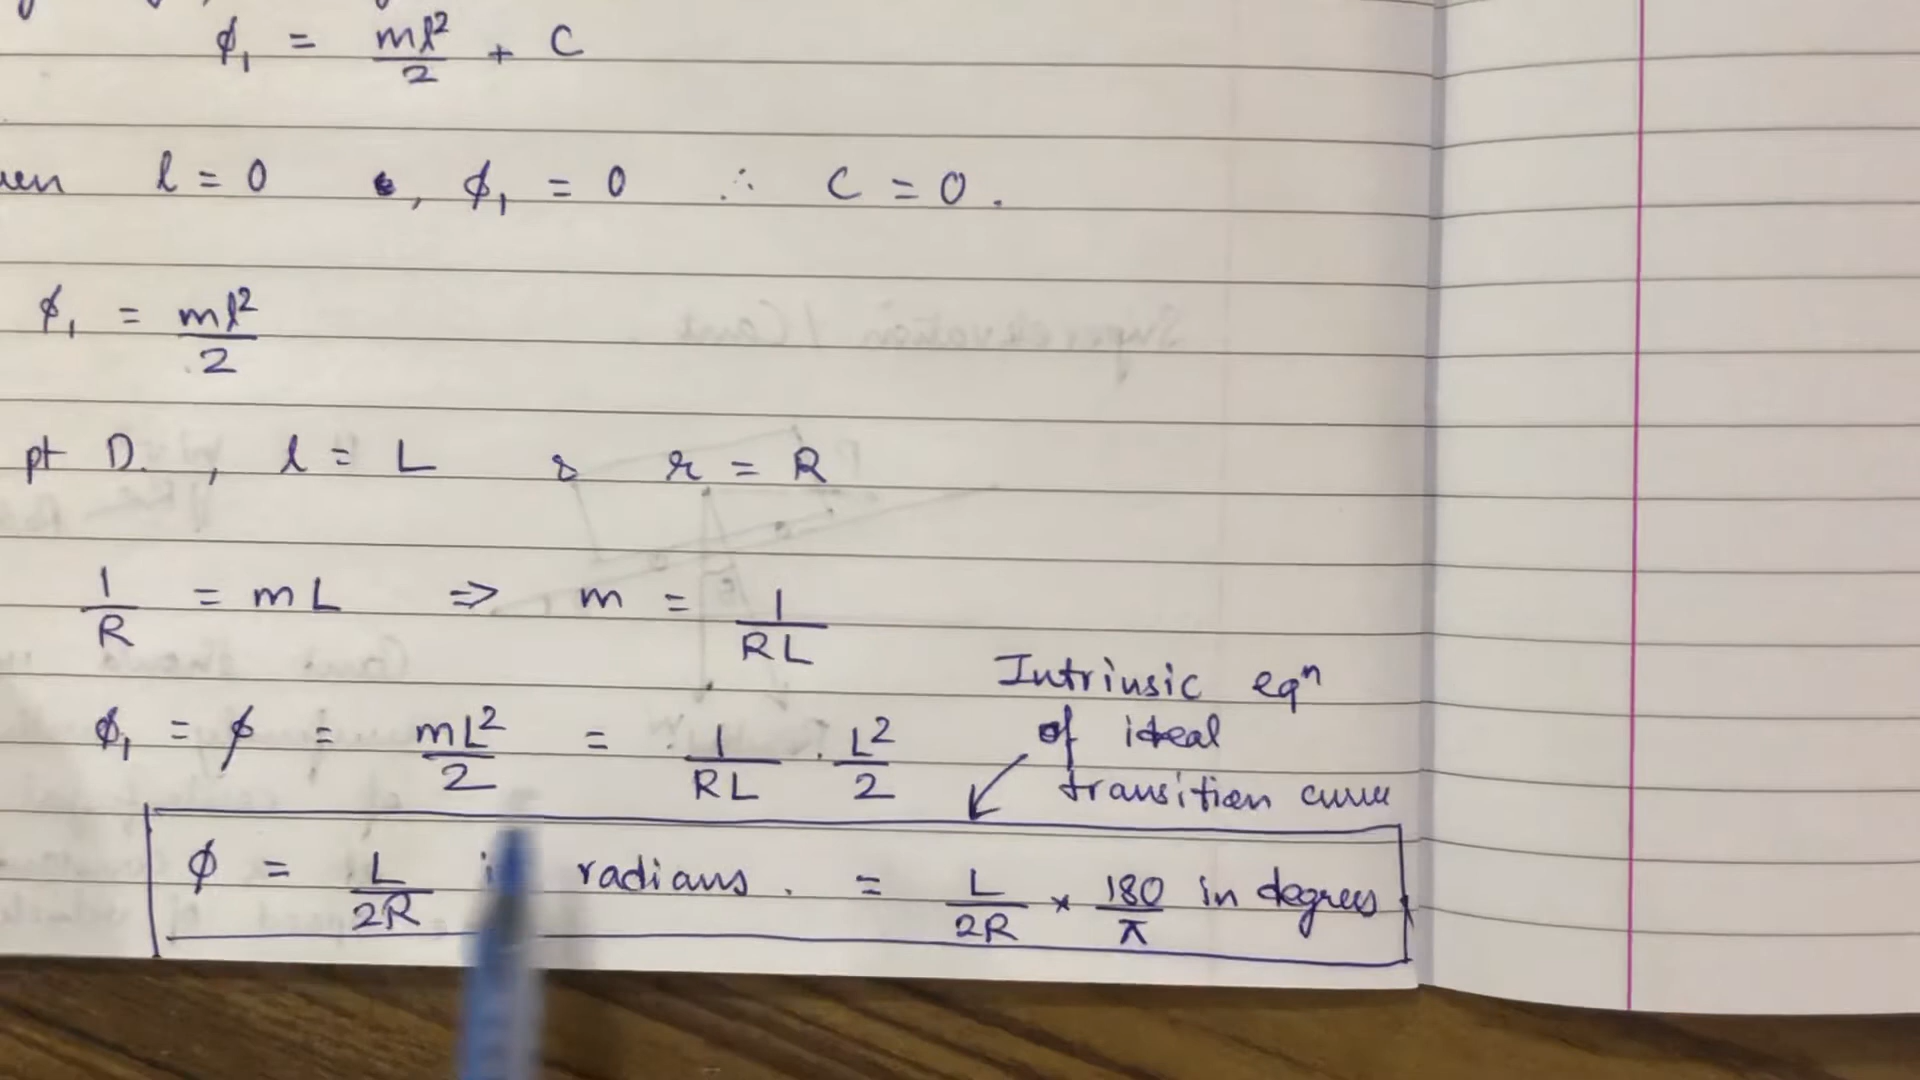 ϕ₁ = ml²/2 + C
l = 0 , ϕ₁ = 0 ∴ C = 0.
ϕ₁ = ml²/2
pt D. , l = L & r = R
1/R = mL ⇒ m = 1/RL
Intrinsic eqⁿ
of ideal
transition curve
ϕ₁ = ϕ = mL²/2 = 1/RL . L²/2
ϕ = L/2R radians. = L/2R × 180/π in degrees